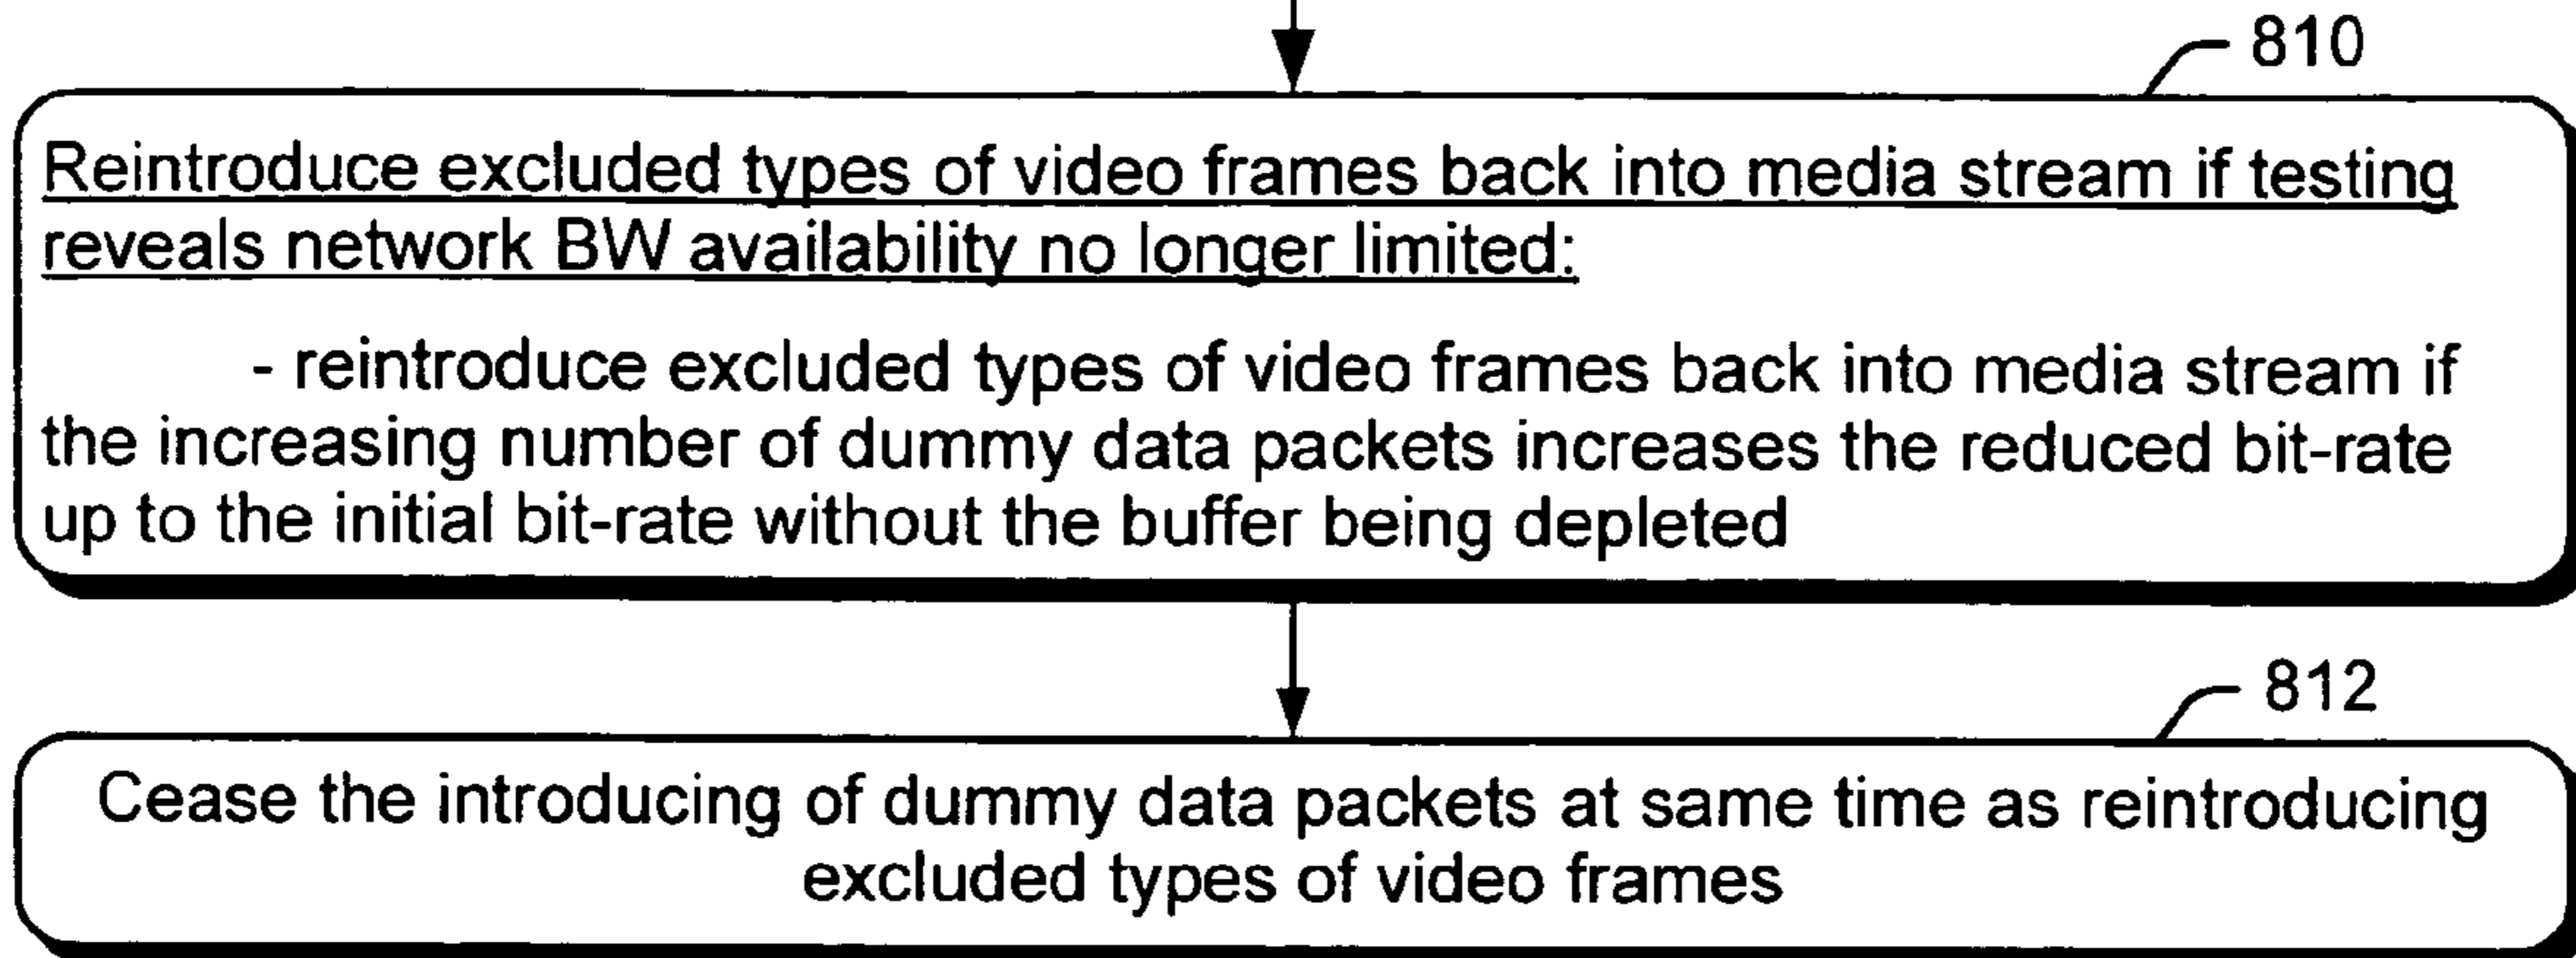 810
Reintroduce excluded types of video frames back into media stream if testing
reveals network BW availability no longer limited:
- reintroduce excluded types of video frames back into media stream if
the increasing number of dummy data packets increases the reduced bit-rate
up to the initial bit-rate without the buffer being depleted
812
Cease the introducing of dummy data packets at same time as reintroducing
excluded types of video frames